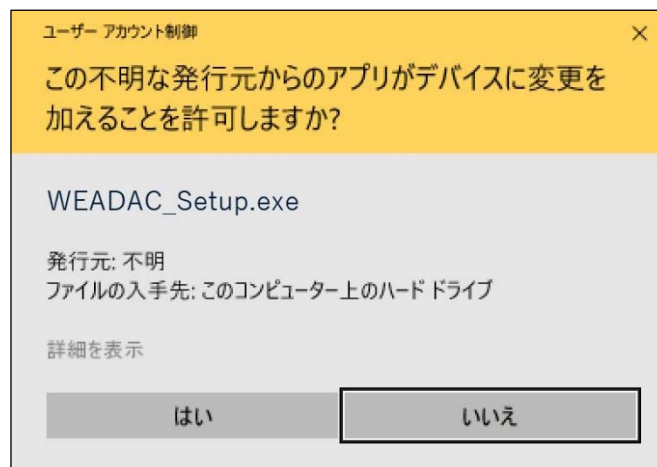 ユーザー アカウント制御
この不明な発行元からのアプリがデバイスに変更を
加えることを許可しますか?
WEADAC_Setup.exe
発行元: 不明
ファイルの入手先: このコンピューター上のハード ドライブ
詳細を表示
はい
いいえ